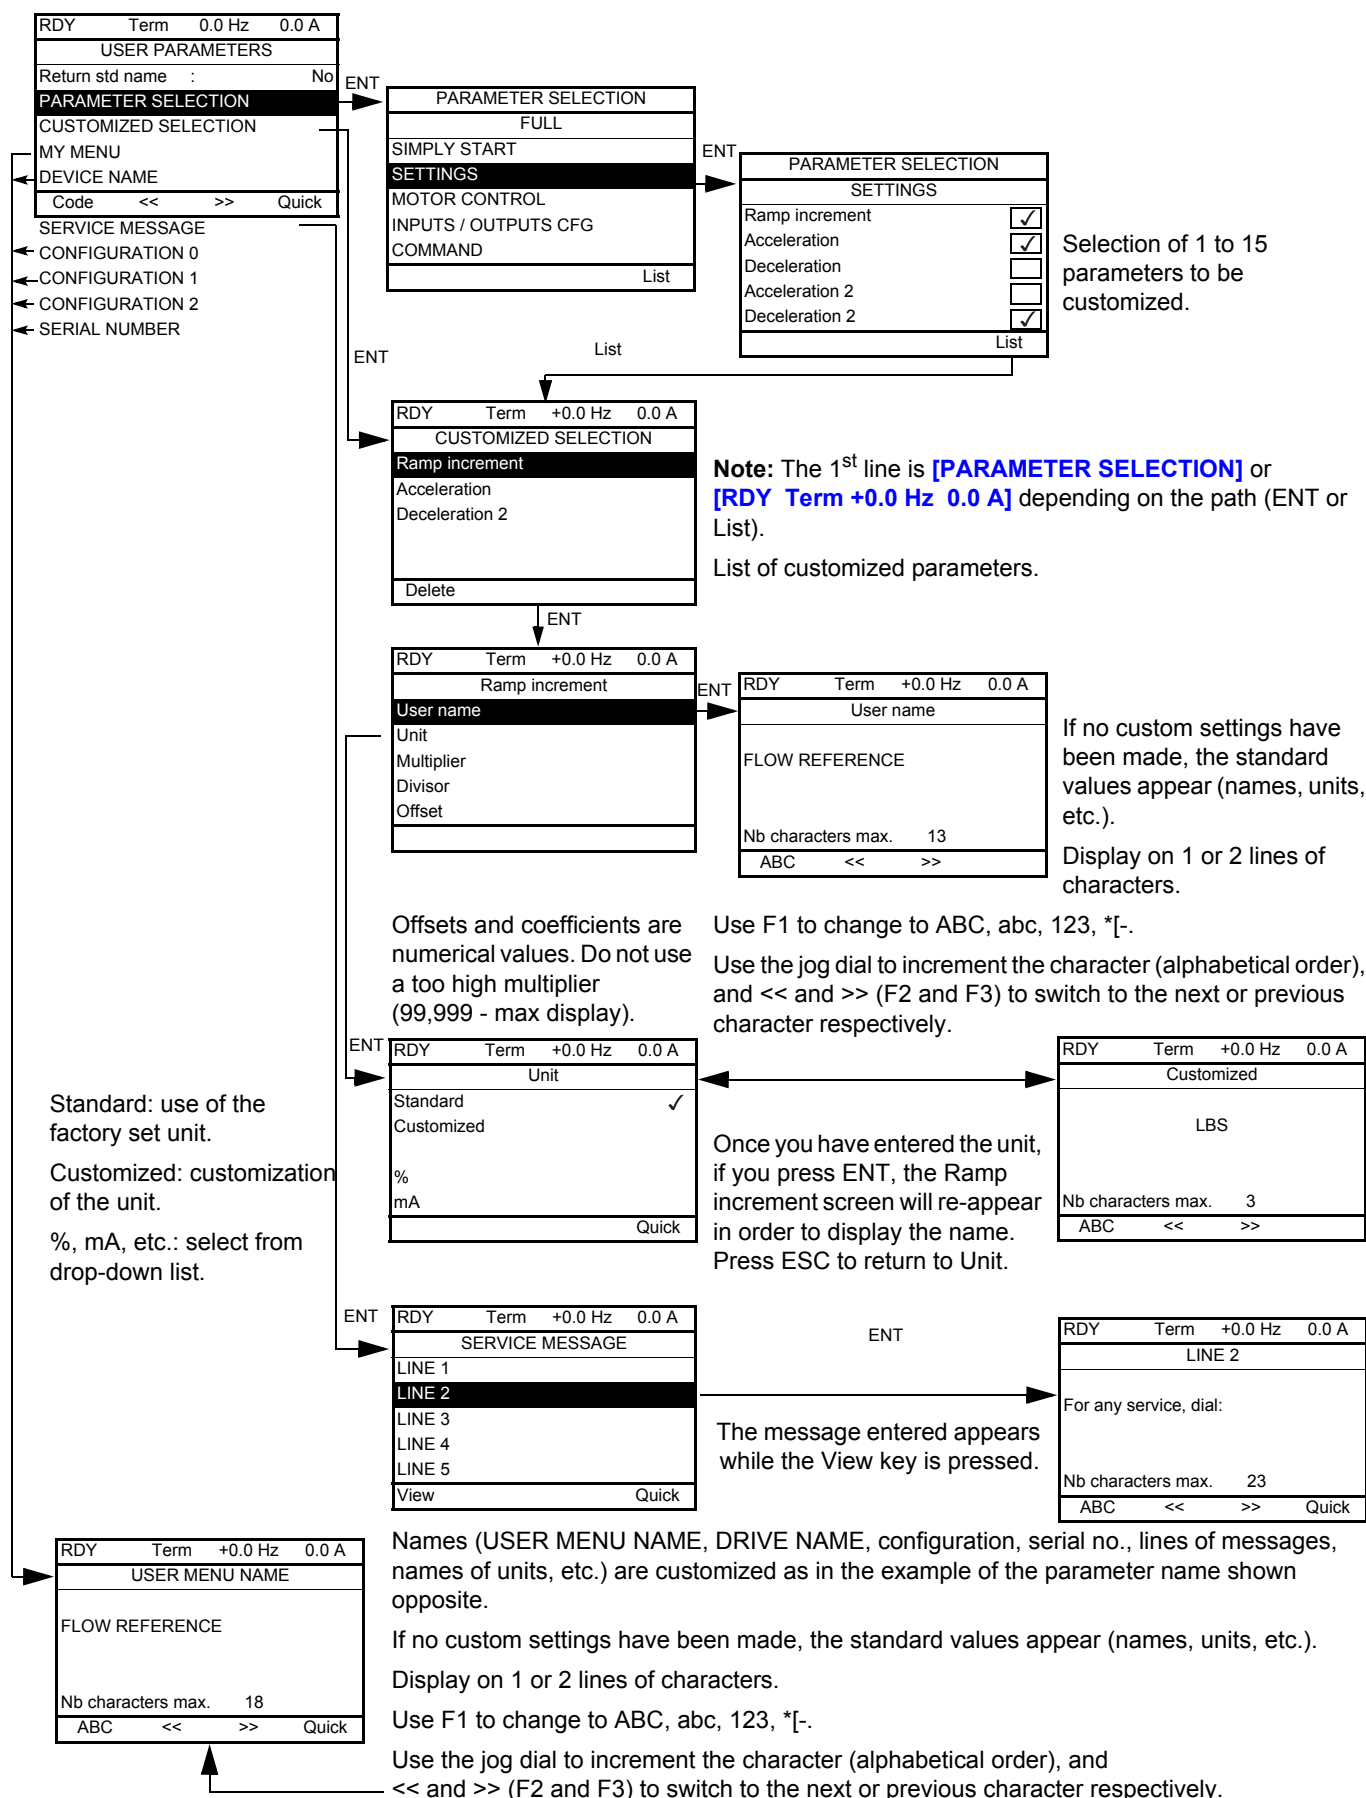 RDY Term 0.0 Hz 0.0 A
USER PARAMETERS
Return std name : No
PARAMETER SELECTION
CUSTOMIZED SELECTION
MY MENU
DEVICE NAME
Code << >> Quick
SERVICE MESSAGE
CONFIGURATION 0
CONFIGURATION 1
CONFIGURATION 2
SERIAL NUMBER
ENT
PARAMETER SELECTION
FULL
SIMPLY START
SETTINGS
MOTOR CONTROL
INPUTS / OUTPUTS CFG
COMMAND
List
ENT
PARAMETER SELECTION
SETTINGS
Ramp increment ✓
Acceleration ✓
Deceleration
Acceleration 2
Deceleration 2 ✓
List
Selection of 1 to 15
parameters to be
customized.
ENT
List
RDY Term +0.0 Hz 0.0 A
CUSTOMIZED SELECTION
Ramp increment
Acceleration
Deceleration 2
Delete
Note: The 1st line is [PARAMETER SELECTION] or
[RDY Term +0.0 Hz 0.0 A] depending on the path (ENT or
List).
List of customized parameters.
ENT
RDY Term +0.0 Hz 0.0 A
Ramp increment
User name
Unit
Multiplier
Divisor
Offset
ENT
RDY Term +0.0 Hz 0.0 A
User name
FLOW REFERENCE
Nb characters max. 13
ABC << >>
If no custom settings have
been made, the standard
values appear (names, units,
etc.).
Display on 1 or 2 lines of
characters.
Offsets and coefficients are
numerical values. Do not use
a too high multiplier
(99,999 - max display).
Use F1 to change to ABC, abc, 123, *[-.
Use the jog dial to increment the character (alphabetical order),
and << and >> (F2 and F3) to switch to the next or previous
character respectively.
ENT
RDY Term +0.0 Hz 0.0 A
Unit
Standard ✓
Customized
%
mA
Quick
Standard: use of the
factory set unit.
Customized: customization
of the unit.
%, mA, etc.: select from
drop-down list.
Once you have entered the unit,
if you press ENT, the Ramp
increment screen will re-appear
in order to display the name.
Press ESC to return to Unit.
RDY Term +0.0 Hz 0.0 A
Customized
LBS
Nb characters max. 3
ABC << >>
ENT
RDY Term +0.0 Hz 0.0 A
SERVICE MESSAGE
LINE 1
LINE 2
LINE 3
LINE 4
LINE 5
View Quick
ENT
The message entered appears
while the View key is pressed.
RDY Term +0.0 Hz 0.0 A
LINE 2
For any service, dial:
Nb characters max. 23
ABC << >> Quick
RDY Term +0.0 Hz 0.0 A
USER MENU NAME
FLOW REFERENCE
Nb characters max. 18
ABC << >> Quick
Names (USER MENU NAME, DRIVE NAME, configuration, serial no., lines of messages,
names of units, etc.) are customized as in the example of the parameter name shown
opposite.
If no custom settings have been made, the standard values appear (names, units, etc.).
Display on 1 or 2 lines of characters.
Use F1 to change to ABC, abc, 123, *[-.
Use the jog dial to increment the character (alphabetical order), and
<< and >> (F2 and F3) to switch to the next or previous character respectively.